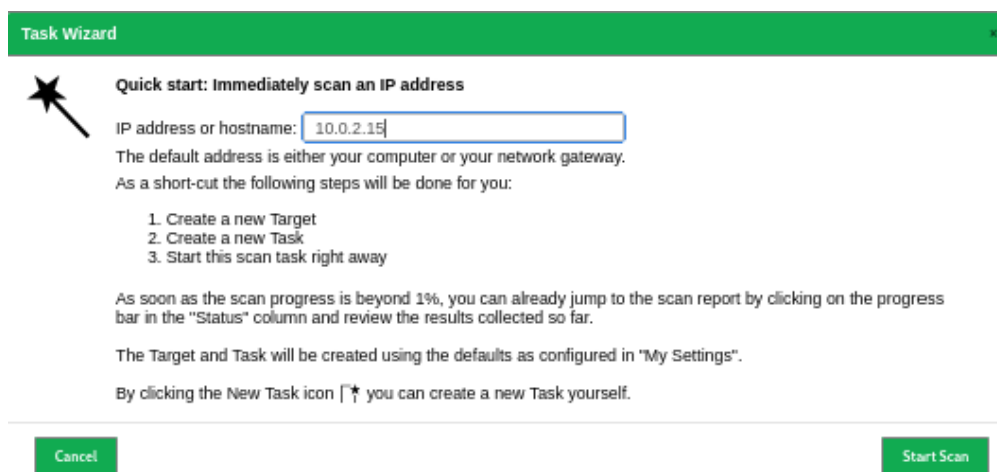 Task Wizard
×
Quick start: Immediately scan an IP address
IP address or hostname: 10.0.2.15
The default address is either your computer or your network gateway.
As a short-cut the following steps will be done for you:
1. Create a new Target
2. Create a new Task
3. Start this scan task right away
As soon as the scan progress is beyond 1%, you can already jump to the scan report by clicking on the progress
bar in the "Status" column and review the results collected so far.
The Target and Task will be created using the defaults as configured in "My Settings".
By clicking the New Task icon you can create a new Task yourself.
Cancel
Start Scan